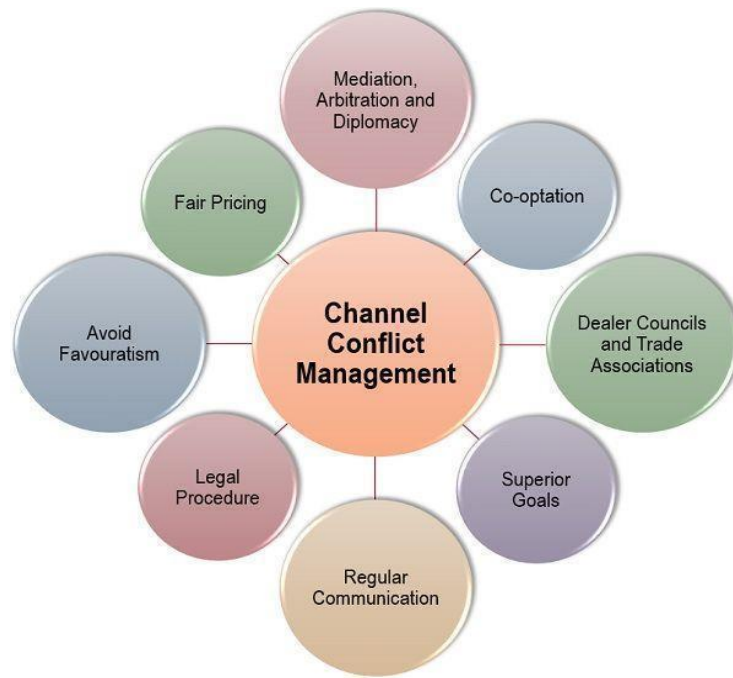 Mediation,
Arbitration and
Diplomacy
Co-optation
Fair Pricing
Channel
Conflict
Management
Dealer Councils
and Trade
Associations
Avoid
Favouratism
Superior
Goals
Legal
Procedure
Regular
Communication